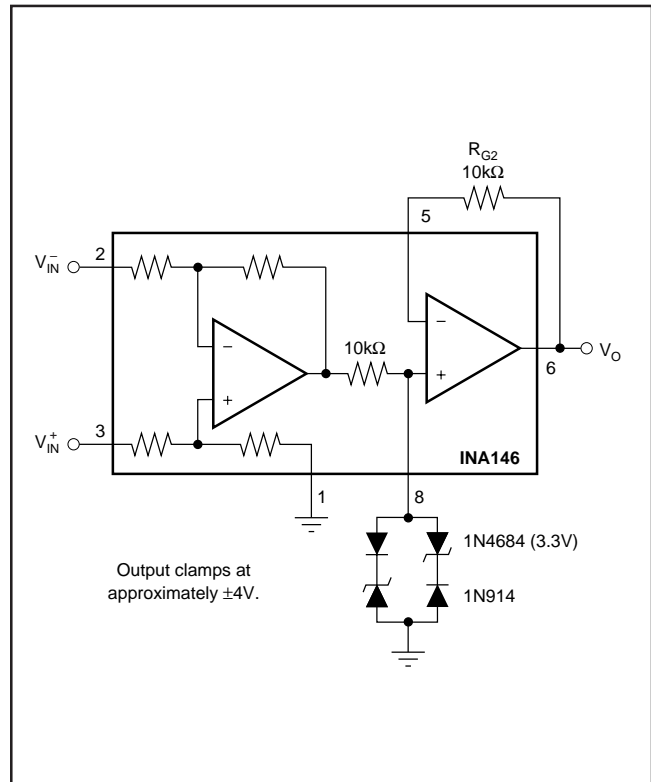 R_G2
10kΩ
5
V_IN^−
2
10kΩ
−
+
−
+
6
V_O
V_IN^+
3
INA146
1
8
1N4684 (3.3V)
1N914
Output clamps at
approximately ±4V.